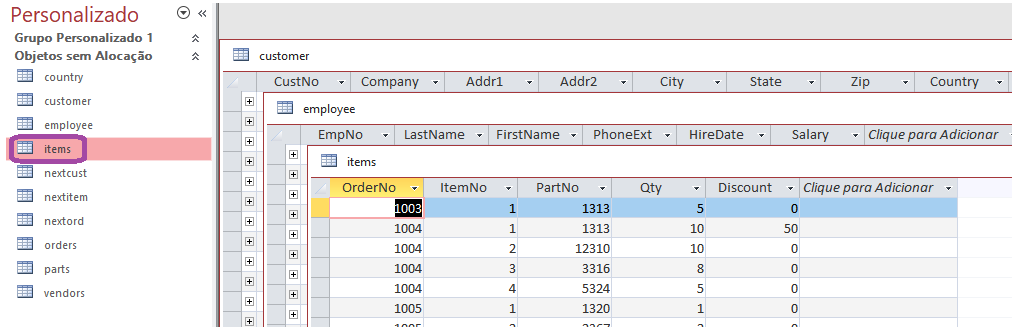 Personalizado
Grupo Personalizado 1
Objetos sem Alocação
country
customer
employee
items
nextcust
nextitem
nextord
orders
parts
vendors
customer
CustNo Company Addr1 Addr2 City State Zip Country
employee
EmpNo LastName FirstName PhoneExt HireDate Salary Clique para Adicionar
items
OrderNo ItemNo PartNo Qty Discount Clique para Adicionar
1003 1 1313 5 0
1004 1 1313 10 50
1004 2 12310 10 0
1004 3 3316 8 0
1004 4 5324 5 0
1005 1 1320 1 0